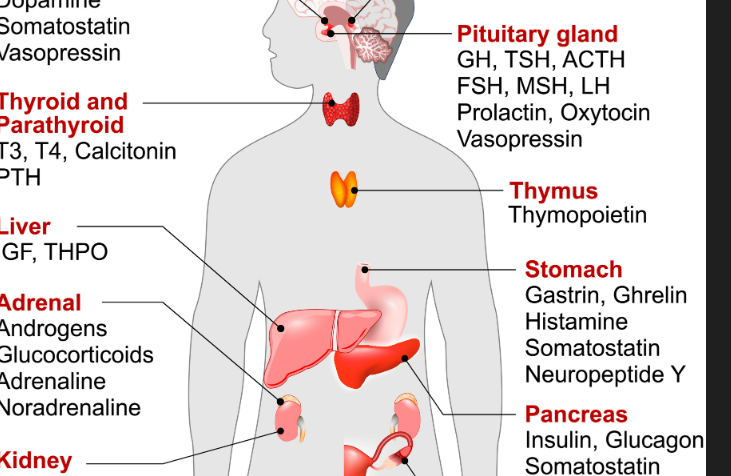 Dopamine
Somatostatin
Vasopressin
Thyroid and
Parathyroid
T3, T4, Calcitonin
PTH
Liver
IGF, THPO
Adrenal
Androgens
Glucocorticoids
Adrenaline
Noradrenaline
Kidney
Pituitary gland
GH, TSH, ACTH
FSH, MSH, LH
Prolactin, Oxytocin
Vasopressin
Thymus
Thymopoietin
Stomach
Gastrin, Ghrelin
Histamine
Somatostatin
Neuropeptide Y
Pancreas
Insulin, Glucagon
Somatostatin